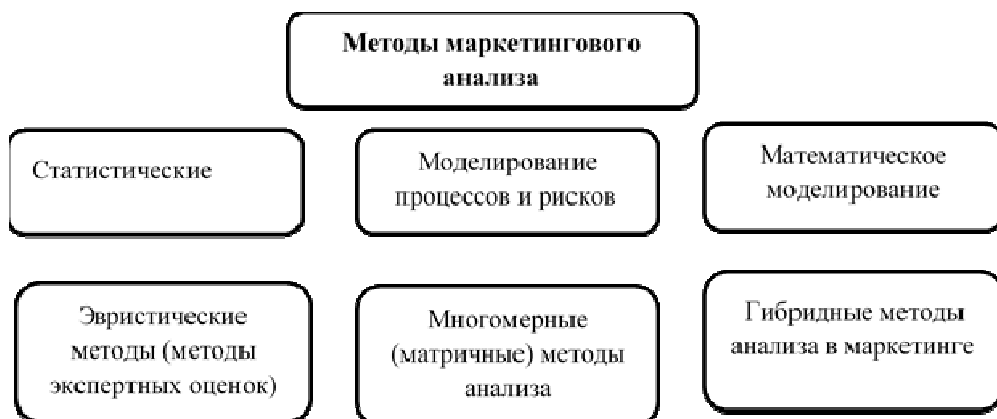 Методы маркетингового
анализа
Статистические
Моделирование
процессов и рисков
Математическое
моделирование
Эвристические
методы (методы
экспертных оценок)
Многомерные
(матричные) методы
анализа
Гибридные методы
анализа в маркетинге